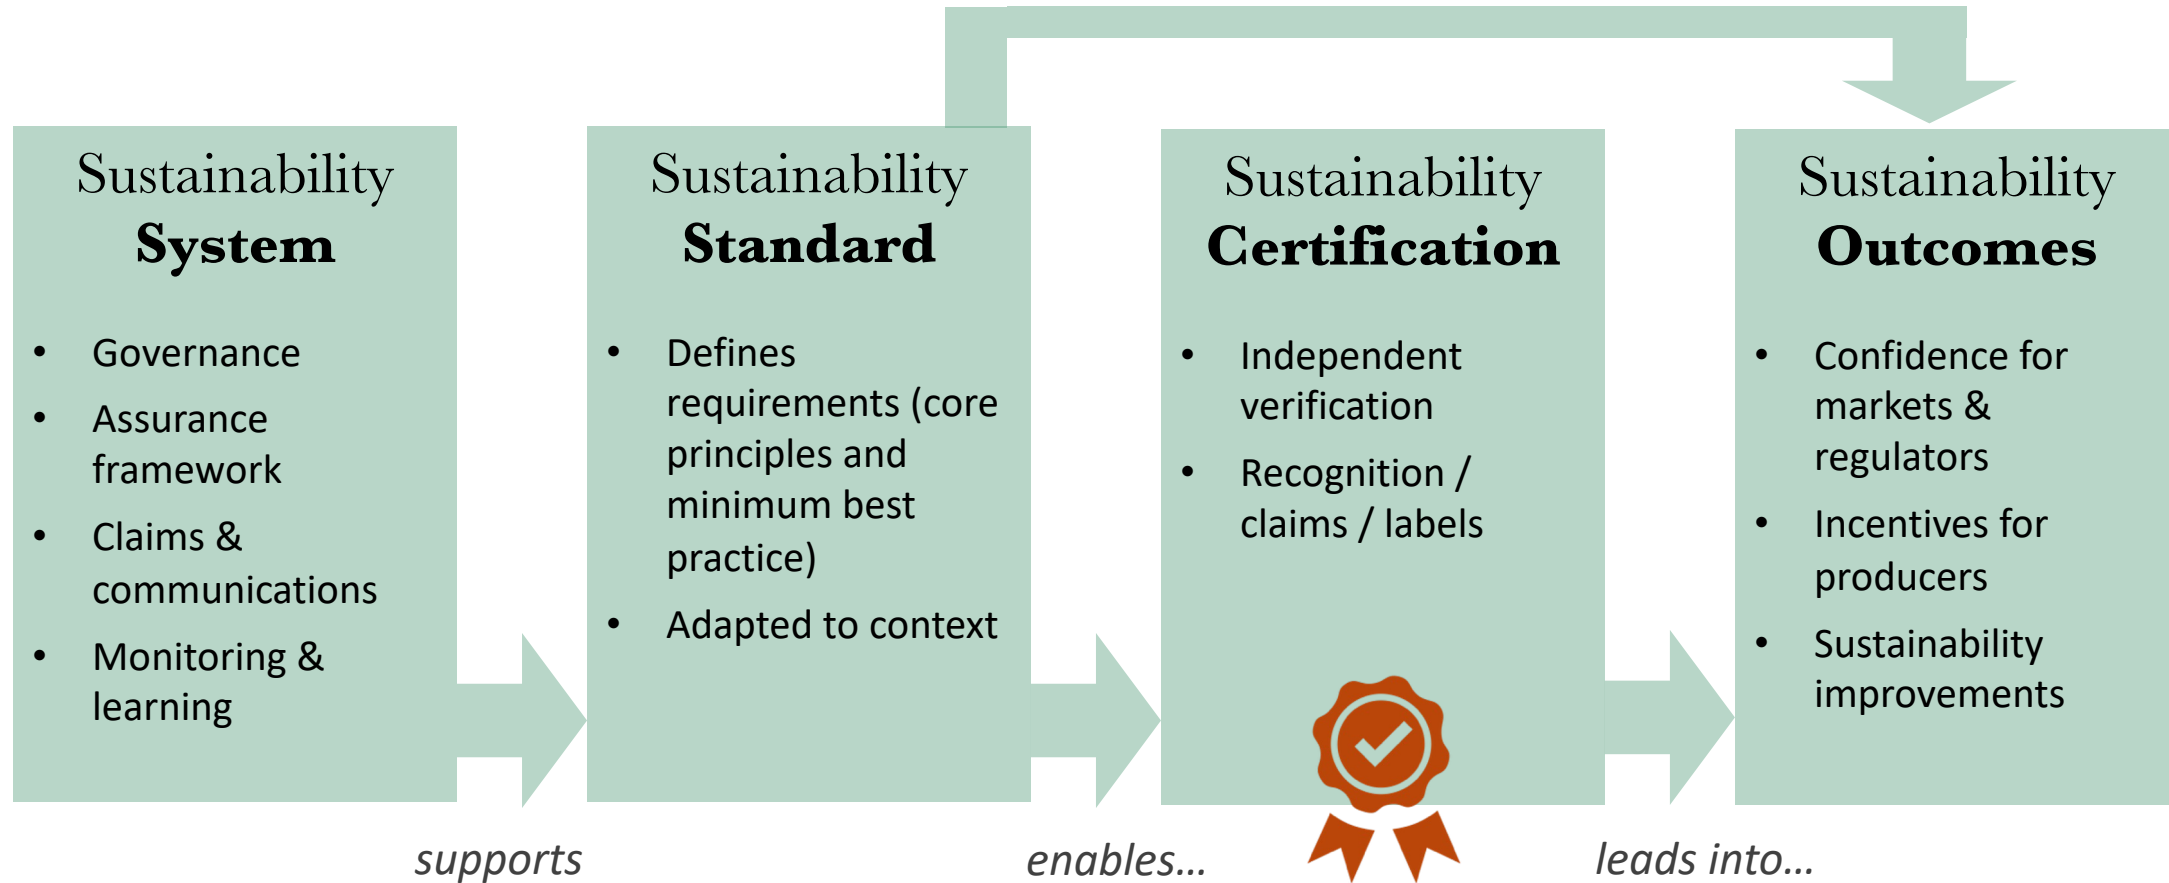 Sustainability
System
• Governance
• Assurance
framework
• Claims &
communications
• Monitoring &
learning
supports
Sustainability
Standard
• Defines
requirements (core
principles and
minimum best
practice)
• Adapted to context
enables...
Sustainability
Certification
• Independent
verification
• Recognition /
claims / labels
leads into...
Sustainability
Outcomes
• Confidence for
markets &
regulators
• Incentives for
producers
• Sustainability
improvements